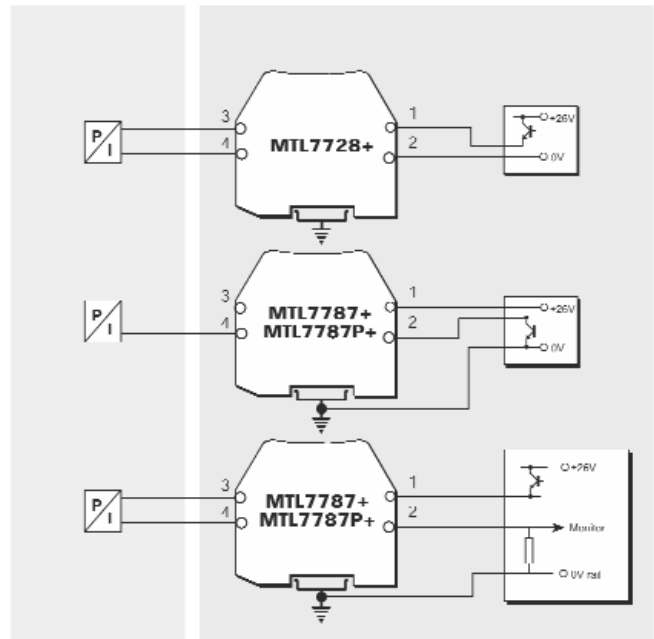 3
4
P/I
MTL7728+
1
2
+26V
0V
3
4
P/I
MTL7787+
MTL7787P+
1
2
+26V
0V
3
4
P/I
MTL7787+
MTL7787P+
1
2
+26V
Monitor
0V rail